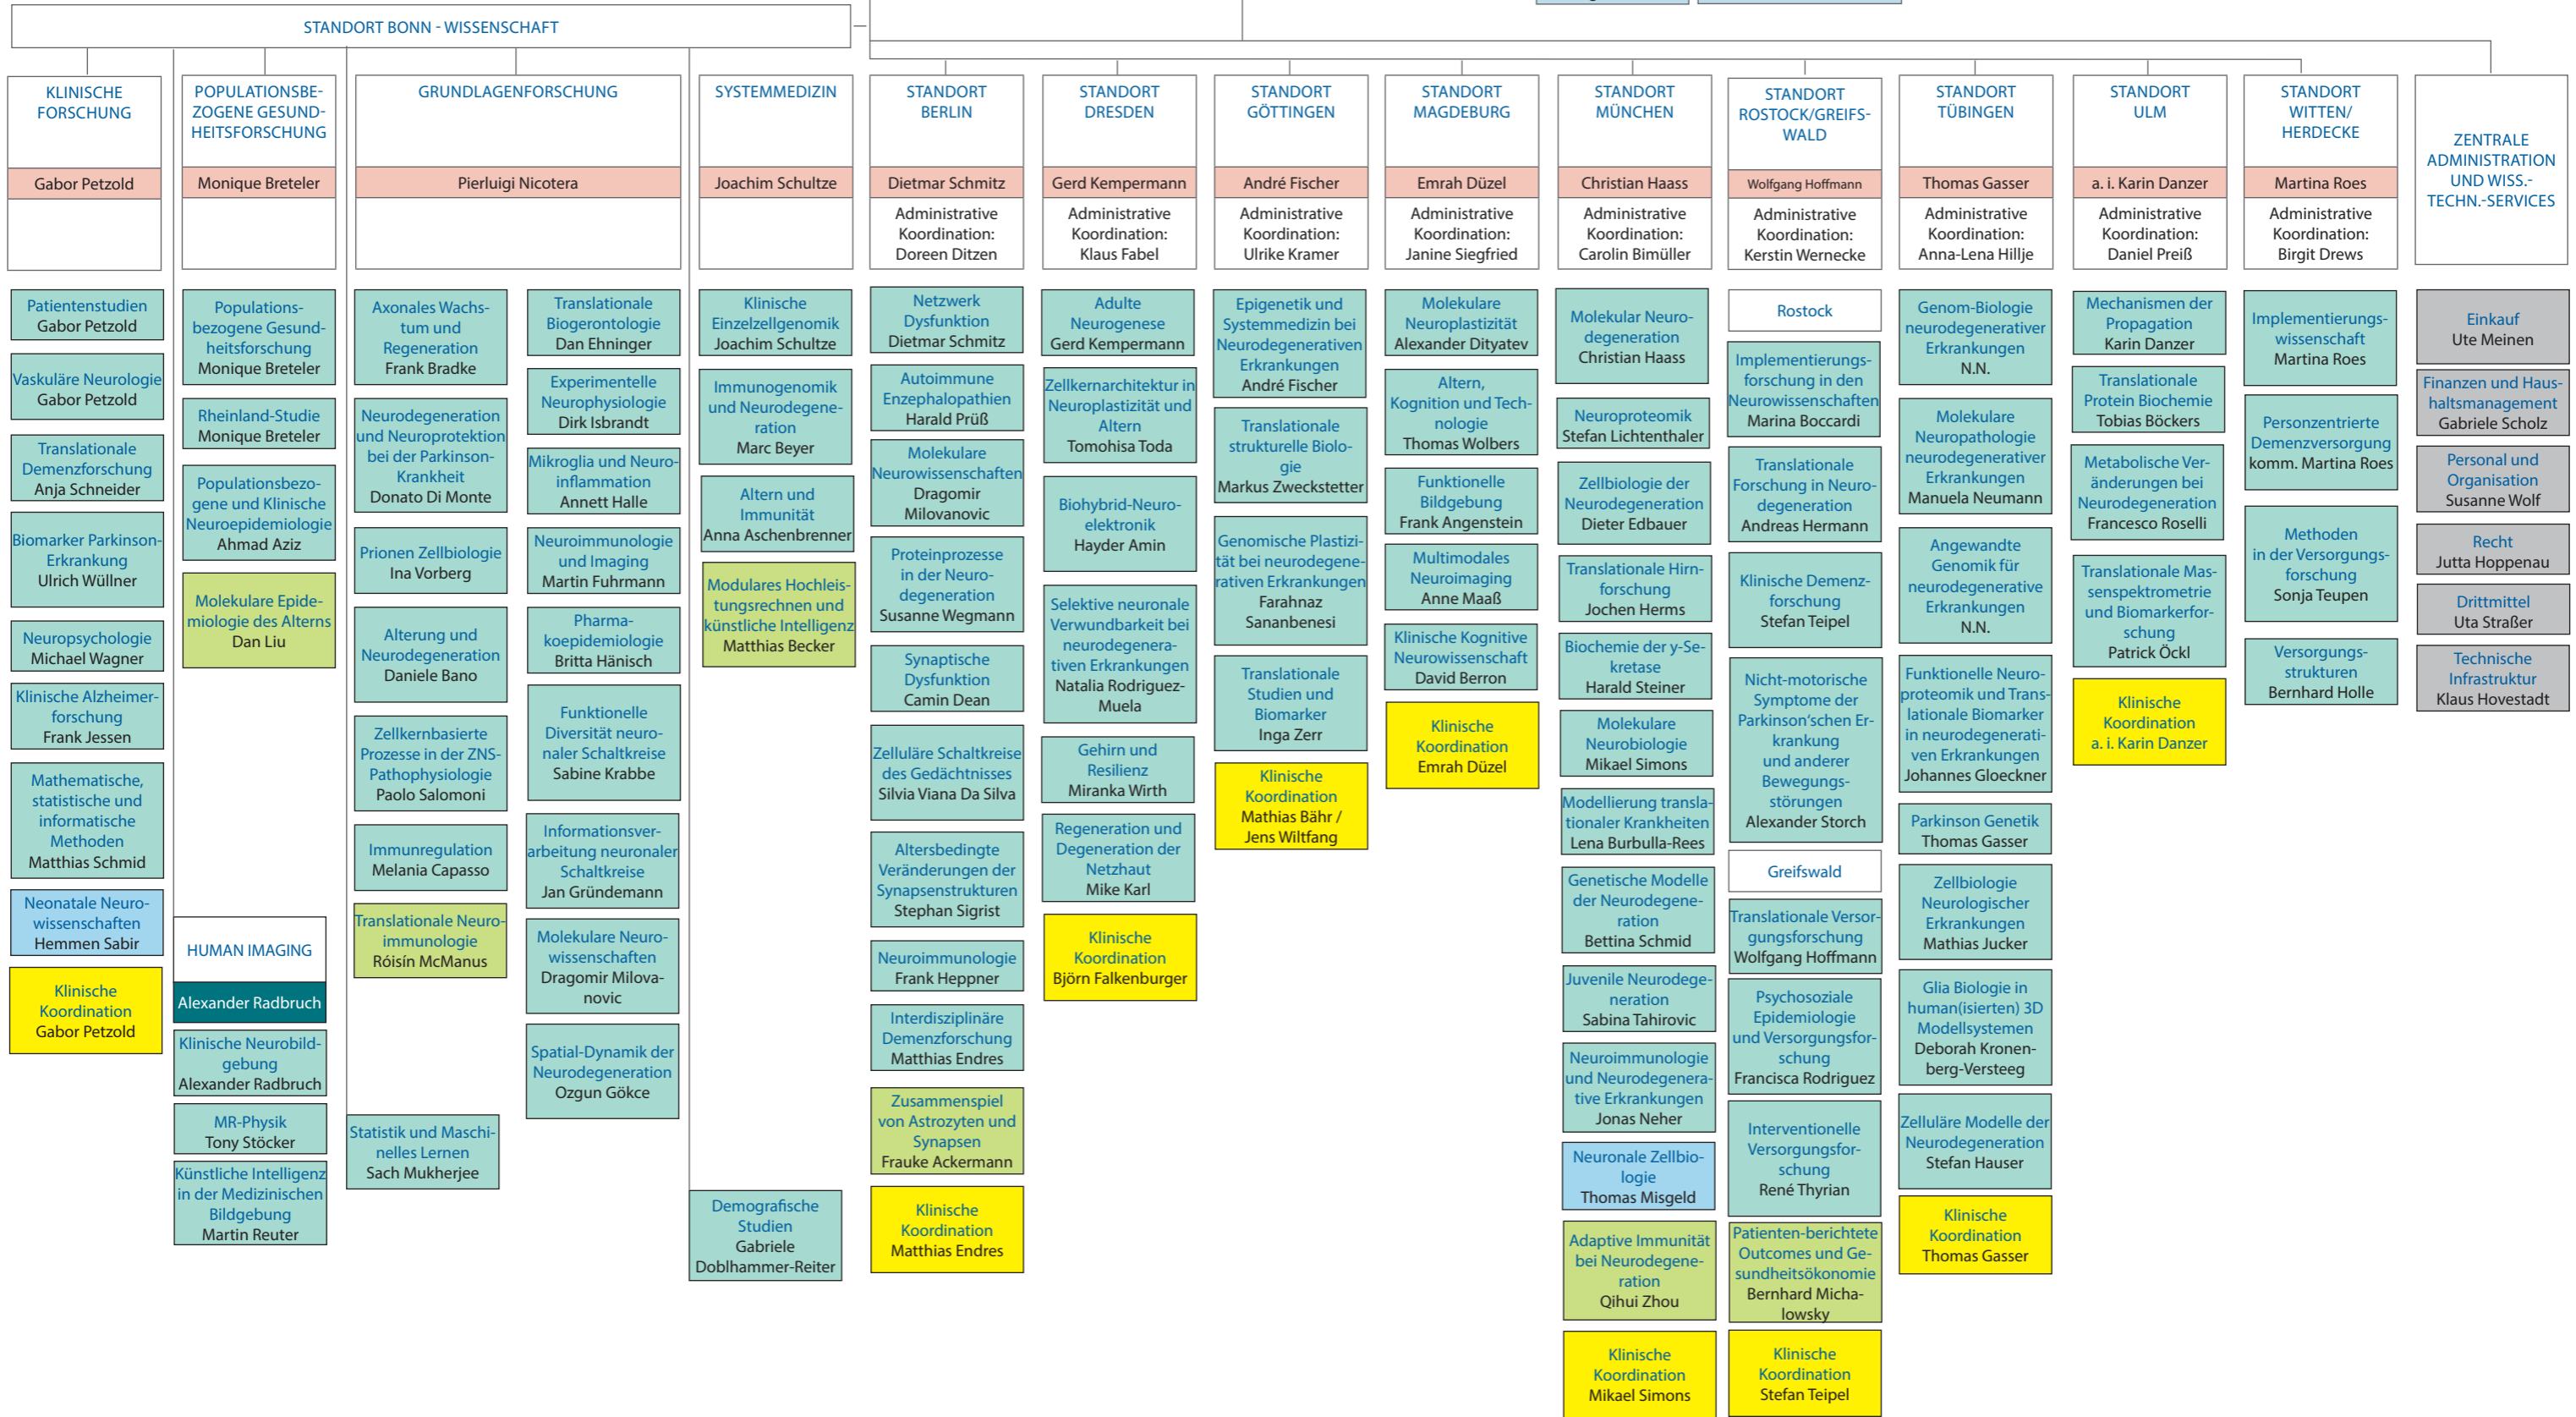 STANDORT BONN - WISSENSCHAFT
KLINISCHE
FORSCHUNG
Gabor Petzold
Patientenstudien
Gabor Petzold
Vaskuläre Neurologie
Gabor Petzold
Translationale
Demenzforschung
Anja Schneider
Biomarker Parkinson-
Erkrankung
Ulrich Wüllner
Neuropsychologie
Michael Wagner
Klinische Alzheimer-
forschung
Frank Jessen
Mathematische,
statistische und
informatische
Methoden
Matthias Schmid
Neonatale Neuro-
wissenschaften
Hemmen Sabir
Klinische
Koordination
Gabor Petzold
POPULATIONSBE-
ZOGENE GESUND-
HEITSFORSCHUNG
Monique Breteler
Populations-
bezogene Gesund-
heitsforschung
Monique Breteler
Rheinland-Studie
Monique Breteler
Populationsbezo-
gene und Klinische
Neuroepidemiologie
Ahmad Aziz
Molekulare Epide-
miologie des Alterns
Dan Liu
HUMAN IMAGING
Alexander Radbruch
Klinische Neurobild-
gebung
Alexander Radbruch
MR-Physik
Tony Stöcker
Künstliche Intelligenz
in der Medizinischen
Bildgebung
Martin Reuter
GRUNDLAGENFORSCHUNG
Pierluigi Nicotera
Axonales Wachs-
tum und
Regeneration
Frank Bradke
Neurodegeneration
und Neuroprotektion
bei der Parkinson-
Krankheit
Donato Di Monte
Prionen Zellbiologie
Ina Vorberg
Alterung und
Neurodegeneration
Daniele Bano
Zellkernbasierte
Prozesse in der ZNS-
Pathophysiologie
Paolo Salomoni
Immunregulation
Melania Capasso
Translationale Neuro-
immunologie
Róisín McManus
Statistik und Maschi-
nelles Lernen
Sach Mukherjee
Translationale
Biogerontologie
Dan Ehninger
Experimentelle
Neurophysiologie
Dirk Isbrandt
Mikroglia und Neuro-
inflammation
Annett Halle
Neuroimmunologie
und Imaging
Martin Fuhrmann
Pharma-
koepidemiologie
Britta Hänisch
Funktionelle
Diversität neuro-
naler Schaltkreise
Sabine Krabbe
Informationsver-
arbeitung neuronaler
Schaltkreise
Jan Gründemann
Molekulare Neuro-
wissenschaften
Dragomir Milova-
novic
Spatial-Dynamik der
Neurodegeneration
Ozgun Gökce
SYSTEMMEDIZIN
Joachim Schultze
Klinische
Einzelzellgenomik
Joachim Schultze
Immunogenomik
und Neurodegene-
ration
Marc Beyer
Altern und
Immunität
Anna Aschenbrenner
Modulares Hochleis-
tungsrechnen und
künstliche Intelligenz
Matthias Becker
Demografische
Studien
Gabriele
Doblhammer-Reiter
STANDORT
BERLIN
Dietmar Schmitz
Administrative
Koordination:
Doreen Ditzen
Netzwerk
Dysfunktion
Dietmar Schmitz
Autoimmune
Enzephalopathien
Harald Prüß
Molekulare
Neurowissenschaften
Dragomir
Milovanovic
Proteinprozesse
in der Neuro-
degeneration
Susanne Wegmann
Synaptische
Dysfunktion
Camin Dean
Zelluläre Schaltkreise
des Gedächtnisses
Silvia Viana Da Silva
Altersbedingte
Veränderungen der
Synapsenstrukturen
Stephan Sigrist
Neuroimmunologie
Frank Heppner
Interdisziplinäre
Demenzforschung
Matthias Endres
Zusammenspiel
von Astrozyten und
Synapsen
Frauke Ackermann
Klinische
Koordination
Matthias Endres
STANDORT
DRESDEN
Gerd Kempermann
Administrative
Koordination:
Klaus Fabel
Adulte
Neurogenese
Gerd Kempermann
Zellkernarchitektur in
Neuroplastizität und
Altern
Tomohisa Toda
Biohybrid-Neuro-
elektronik
Hayder Amin
Selektive neuronale
Verwundbarkeit bei
neurodegenera-
tiven Erkrankungen
Natalia Rodriguez-
Muela
Gehirn und
Resilienz
Miranka Wirth
Regeneration und
Degeneration der
Netzhaut
Mike Karl
Klinische
Koordination
Björn Falkenburger
STANDORT
GÖTTINGEN
André Fischer
Administrative
Koordination:
Ulrike Kramer
Epigenetik und
Systemmedizin bei
Neurodegenerativen
Erkrankungen
André Fischer
Translationale
strukturelle Biolo-
gie
Markus Zweckstetter
Genomische Plastizi-
tät bei neurodegene-
rativen Erkrankungen
Farahnaz
Sananbenesi
Translationale
Studien und
Biomarker
Inga Zerr
Klinische
Koordination
Mathias Bähr /
Jens Wiltfang
STANDORT
MAGDEBURG
Emrah Düzel
Administrative
Koordination:
Janine Siegfried
Molekulare
Neuroplastizität
Alexander Dityatev
Altern,
Kognition und Tech-
nologie
Thomas Wolbers
Funktionelle
Bildgebung
Frank Angenstein
Multimodales
Neuroimaging
Anne Maaß
Klinische Kognitive
Neurowissenschaft
David Berron
Klinische
Koordination
Emrah Düzel
STANDORT
MÜNCHEN
Christian Haass
Administrative
Koordination:
Carolin Bimüller
Molekular Neuro-
degeneration
Christian Haass
Neuroproteomik
Stefan Lichtenthaler
Zellbiologie der
Neurodegeneration
Dieter Edbauer
Translationale Hirn-
forschung
Jochen Herms
Biochemie der y-Se-
kretase
Harald Steiner
Molekulare
Neurobiologie
Mikael Simons
Modellierung transla-
tionaler Krankheiten
Lena Burbulla-Rees
Genetische Modelle
der Neurodegene-
ration
Bettina Schmid
Juvenile Neurodege-
neration
Sabina Tahirovic
Neuroimmunologie
und Neurodegenera-
tive Erkrankungen
Jonas Neher
Neuronale Zellbio-
logie
Thomas Misgeld
Adaptive Immunität
bei Neurodegene-
ration
Qihui Zhou
Klinische
Koordination
Mikael Simons
STANDORT
ROSTOCK/GREIFS-
WALD
Wolfgang Hoffmann
Administrative
Koordination:
Kerstin Wernecke
Rostock
Implementierungs-
forschung in den
Neurowissenschaften
Marina Boccardi
Translationale
Forschung in Neuro-
degeneration
Andreas Hermann
Klinische Demenz-
forschung
Stefan Teipel
Nicht-motorische
Symptome der
Parkinson'schen Er-
krankung
und anderer
Bewegungs-
störungen
Alexander Storch
Greifswald
Translationale Versor-
gungsforschung
Wolfgang Hoffmann
Psychosoziale
Epidemiologie
und Versorgungsfor-
schung
Francisca Rodriguez
Interventionelle
Versorgungsfor-
schung
René Thyrian
Patienten-berichtete
Outcomes und Ge-
sundheitsökonomie
Bernhard Micha-
lowsky
Klinische
Koordination
Stefan Teipel
STANDORT
TÜBINGEN
Thomas Gasser
Administrative
Koordination:
Anna-Lena Hillje
Genom-Biologie
neurodegenerativer
Erkrankungen
N.N.
Molekulare
Neuropathologie
neurodegenerativer
Erkrankungen
Manuela Neumann
Angewandte
Genomik für
neurodegenerative
Erkrankungen
N.N.
Funktionelle Neuro-
proteomik und Trans-
lationale Biomarker
in neurodegenerati-
ven Erkrankungen
Johannes Gloeckner
Parkinson Genetik
Thomas Gasser
Zellbiologie
Neurologischer
Erkrankungen
Mathias Jucker
Glia Biologie in
human(isierten) 3D
Modellsystemen
Deborah Kronen-
berg-Versteeg
Zelluläre Modelle der
Neurodegeneration
Stefan Hauser
Klinische
Koordination
Thomas Gasser
STANDORT
ULM
a. i. Karin Danzer
Administrative
Koordination:
Daniel Preiß
Mechanismen der
Propagation
Karin Danzer
Translationale
Protein Biochemie
Tobias Böckers
Metabolische Ver-
änderungen bei
Neurodegeneration
Francesco Roselli
Translationale Mas-
senspektrometrie
und Biomarkerfor-
schung
Patrick Öckl
Klinische
Koordination
a. i. Karin Danzer
STANDORT
WITTEN/
HERDECKE
Martina Roes
Administrative
Koordination:
Birgit Drews
Implementierungs-
wissenschaft
Martina Roes
Personzentrierte
Demenzversorgung
komm. Martina Roes
Methoden
in der Versorgungs-
forschung
Sonja Teupen
Versorgungs-
strukturen
Bernhard Holle
ZENTRALE
ADMINISTRATION
UND WISS.-
TECHN.-SERVICES
Einkauf
Ute Meinen
Finanzen und Haus-
haltsmanagement
Gabriele Scholz
Personal und
Organisation
Susanne Wolf
Recht
Jutta Hoppenau
Drittmittel
Uta Straßer
Technische
Infrastruktur
Klaus Hovestadt